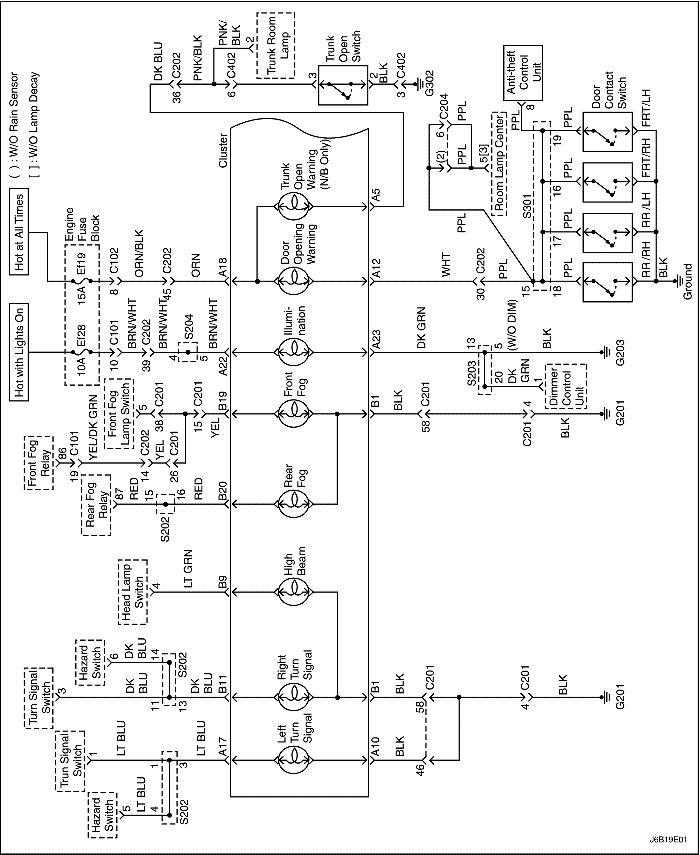 ( ) : W/O Rain Sensor
[ ] : W/O Lamp Decay
Hot at All Times
Hot with Lights On
Engine
Fuse
Block
Ef19
15A
Ef28
10A
8
C102
ORN/BLK
C202
45
ORN
A18
10
C101
BRN/WHT
C202
39
BRN/WHT
S204
4
5
BRN/WHT
A22
DK BLU
C202
36
PNK/BLK
PNK/
BLK
2
Trunk Room
Lamp
C402
6
3
Trunk
Open
Switch
2
BLK
C402
3
G302
Cluster
Trunk
Open
Warning
(N/B Only)
A5
Door
Opening
Warning
A12
WHT
C202
30
PPL
15
Illumi-
nation
A23
DK GRN
13
5
(W/O DIM)
BLK
G203
S203
20
DK
GRN
1
Dimmer
Control
Unit
C204
6
PPL
(2)
PPL
5[3]
Room Lamp Center
PPL
Anti-theft
Control
Unit
8
PPL
S301
19
PPL
16
PPL
17
PPL
18
PPL
Door
Contact
Switch
FRT/LH
FRT/RH
RR /LH
RR /RH
BLK
Ground
Front Fog
Lamp Switch
5
C201
38
C201
15
YEL
B19
Front
Fog
B1
BLK
C201
58
C201
4
BLK
G201
Front Fog
Relay
86
C101
19
YEL/DK GRN
C202
14
YEL
C201
26
Rear Fog
Relay
87
RED
15
16
S202
RED
B20
Rear
Fog
Head Lamp
Switch
4
LT GRN
B9
High
Beam
Turn Signal
Switch
3
Hazard
Switch
6
DK
BLU
14
S202
DK
BLU
11
13
DK
BLU
B11
Right
Turn
Signal
B1
BLK
58
C201
C201
4
BLK
G201
Trun Signal
Switch
1
LT BLU
1
3
LT BLU
A17
Left
Turn
Signal
A10
BLK
46
Hazard
Switch
5
LT BLU
4
S202
J6B19E01